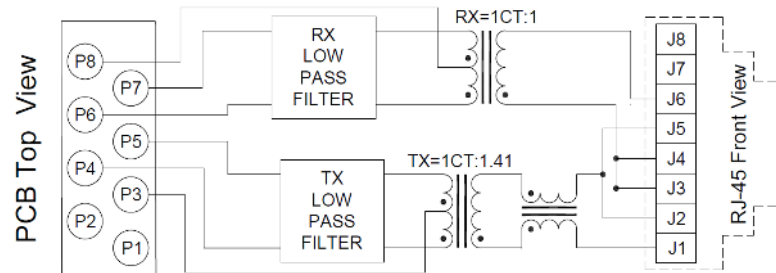 PCB Top View
P8
P7
P6
P5
P4
P3
P2
P1
RX
LOW
PASS
FILTER
RX=1CT:1
TX
LOW
PASS
FILTER
TX=1CT:1.41
J8
J7
J6
J5
J4
J3
J2
J1
RJ-45 Front View